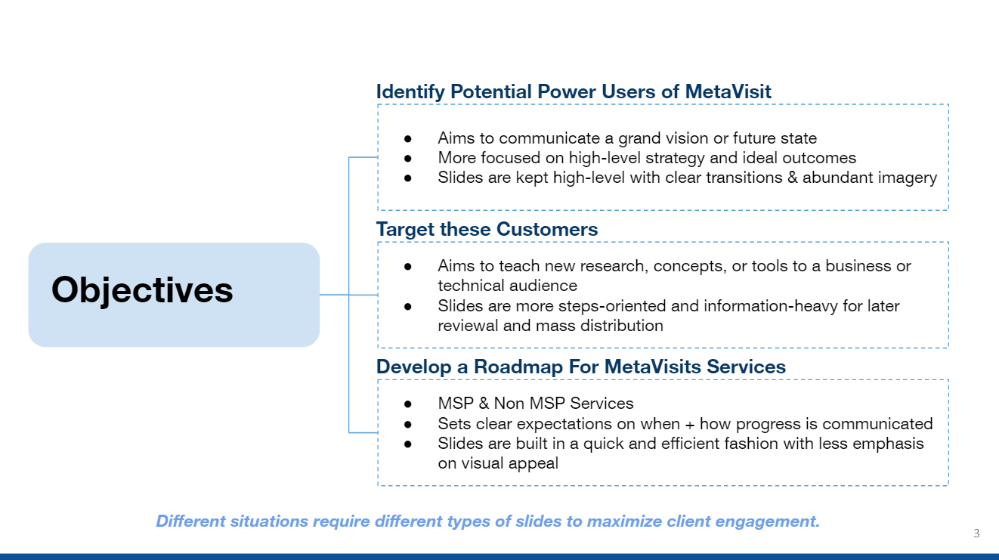 Identify Potential Power Users of MetaVisit
● Aims to communicate a grand vision or future state
● More focused on high-level strategy and ideal outcomes
● Slides are kept high-level with clear transitions & abundant imagery
Target these Customers
● Aims to teach new research, concepts, or tools to a business or
technical audience
● Slides are more steps-oriented and information-heavy for later
reviewal and mass distribution
Objectives
Develop a Roadmap For MetaVisits Services
● MSP & Non MSP Services
● Sets clear expectations on when + how progress is communicated
● Slides are built in a quick and efficient fashion with less emphasis
on visual appeal
Different situations require different types of slides to maximize client engagement.
3